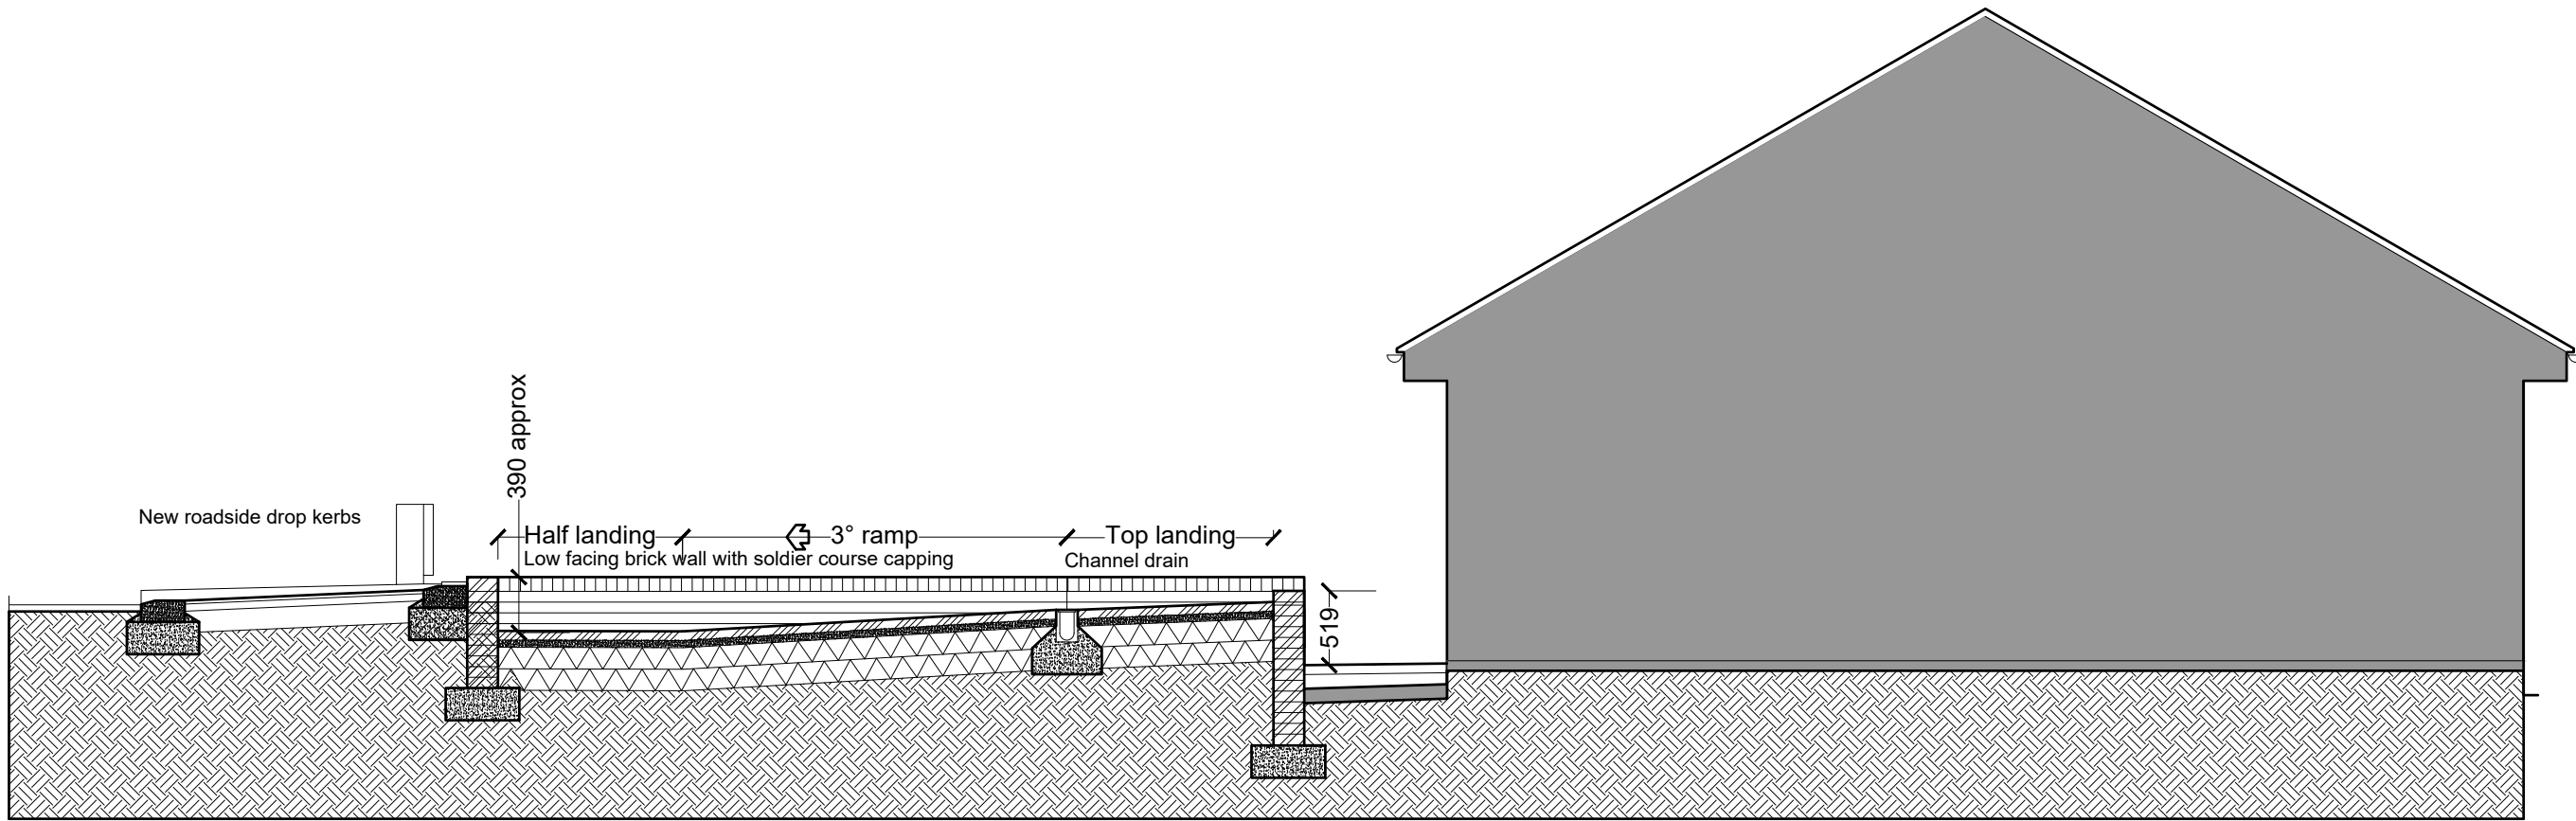 390 approx
New roadside drop kerbs
Half landing
3° ramp
Top landing
Low facing brick wall with soldier course capping
Channel drain
519